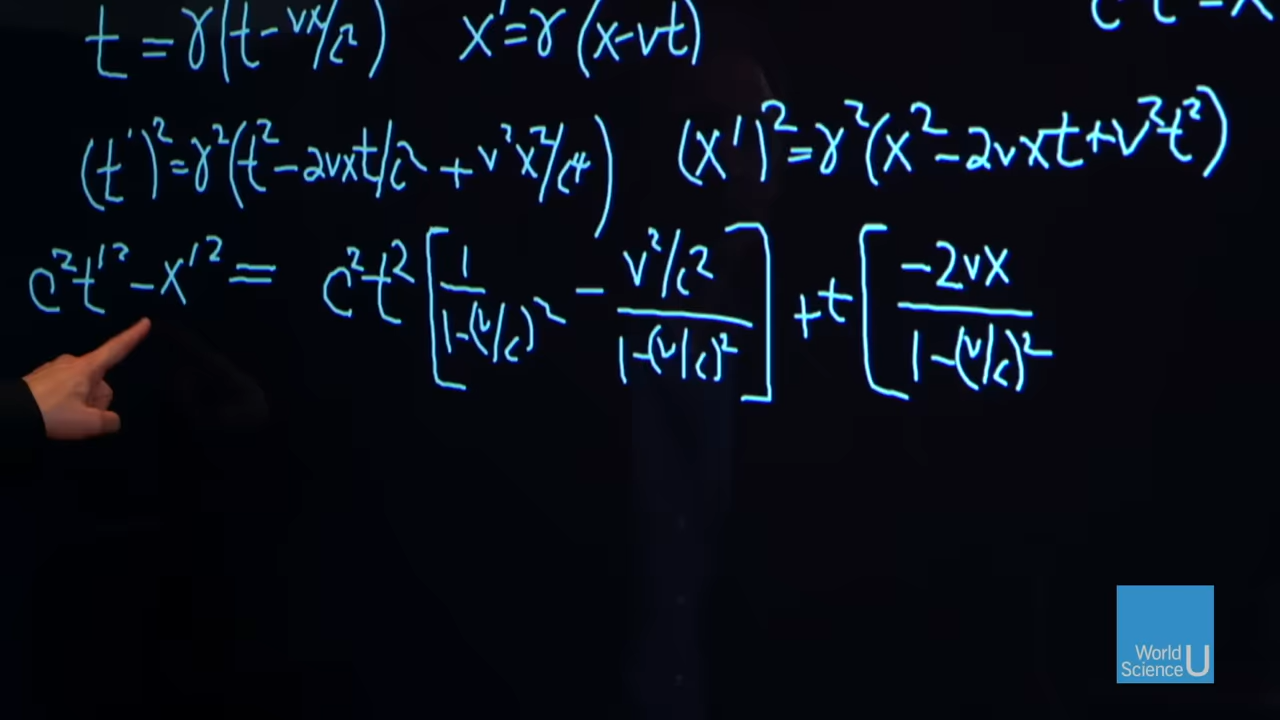 t = γ(t - vx/c²) x' = γ(x - vt)
(t')² = γ²(t² - 2vxt/c² + v²x²/c⁴) (x')² = γ²(x² - 2vxt + v²t²)
c²t'² - x'² = c²t² [1/(1-(v/c)²) - (v²/c²)/(1-(v/c)²)] + t [-2vx/(1-(v/c)²)
World
Science U